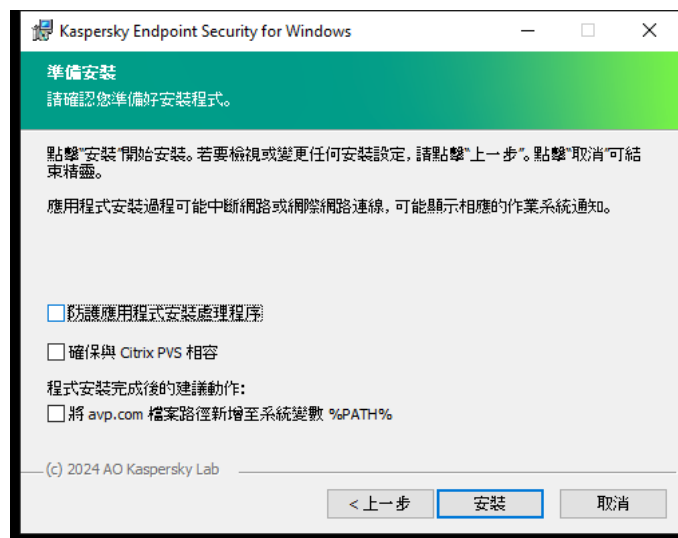 Kaspersky Endpoint Security for Windows
準備安裝
請確認您準備好安裝程式。
點擊"安裝"開始安裝。若要檢視或變更任何安裝設定，請點擊"上一步"。點擊"取消"可結
束精靈。
應用程式安裝過程可能中斷網路或網際網路連線，可能顯示相應的作業系統通知。
防護應用程式安裝處理程序
確保與 Citrix PVS 相容
程式安裝完成後的建議動作：
將 avp.com 檔案路徑新增至系統變數 %PATH%
(c) 2024 AO Kaspersky Lab
< 上一步 安裝 取消